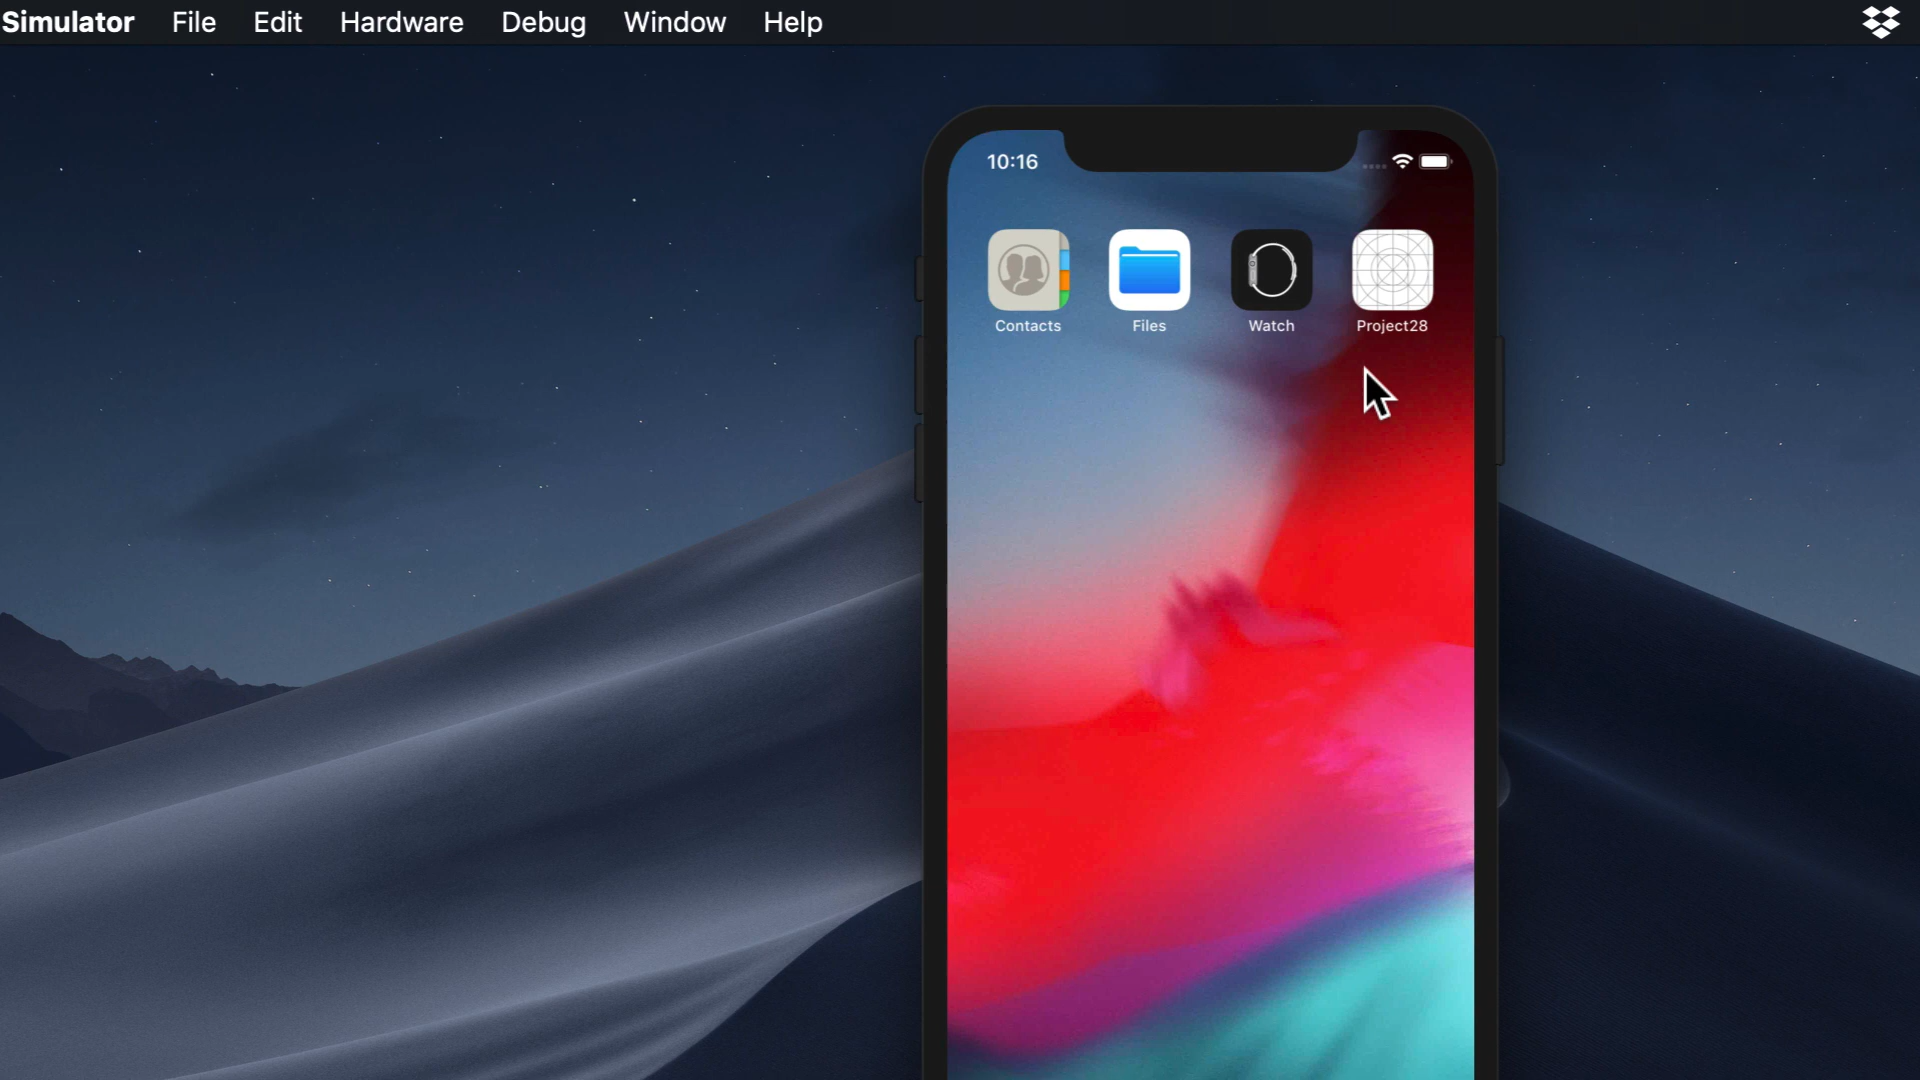 Simulator File Edit Hardware Debug Window Help
10:16
Contacts Files Watch Project28